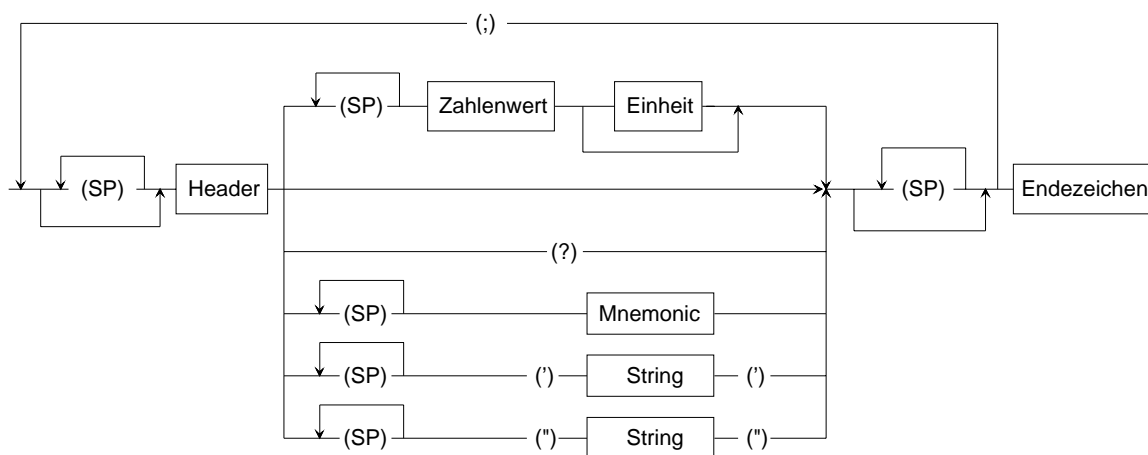 (;)
(SP) Zahlenwert Einheit
(SP) Header (SP) Endezeichen
(?)
(SP) Mnemonic
(SP) (') String (')
(SP) (") String (")